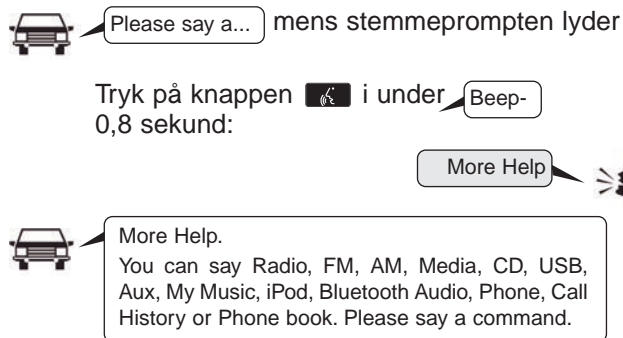 Please say a... mens stemmeprompten lyder
Tryk på knappen i under Beep-
0,8 sekund:
More Help
More Help.
You can say Radio, FM, AM, Media, CD, USB,
Aux, My Music, iPod, Bluetooth Audio, Phone, Call
History or Phone book. Please say a command.